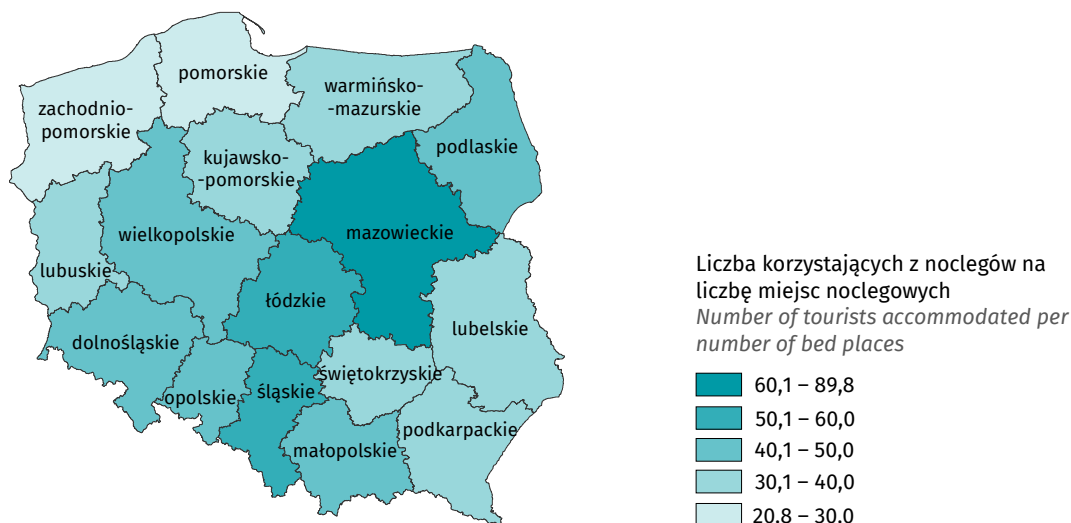 pomorskie
zachodnio-
pomorskie
warmińsko-
-mazurskie
podlaskie
kujawsko-
-pomorskie
wielkopolskie
mazowieckie
lubuskie
łódzkie
lubelskie
dolnośląskie
opolskie
śląskie
świętokrzyskie
małopolskie
podkarpackie
Liczba korzystających z noclegów na
liczbę miejsc noclegowych
Number of tourists accommodated per
number of bed places
60,1 – 89,8
50,1 – 60,0
40,1 – 50,0
30,1 – 40,0
20,8 – 30,0